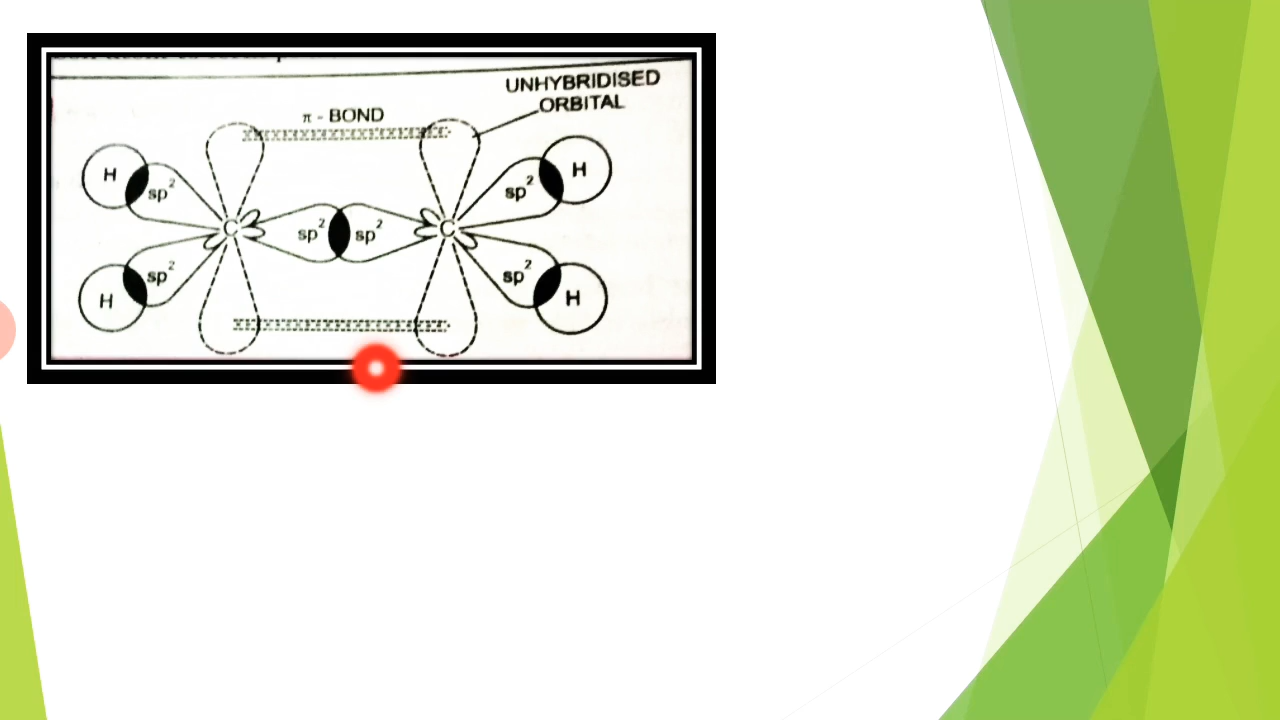 UNHYBRIDISED
ORBITAL
π - BOND
H
H
sp²
sp²
C
sp²
sp²
C
sp²
sp²
H
H